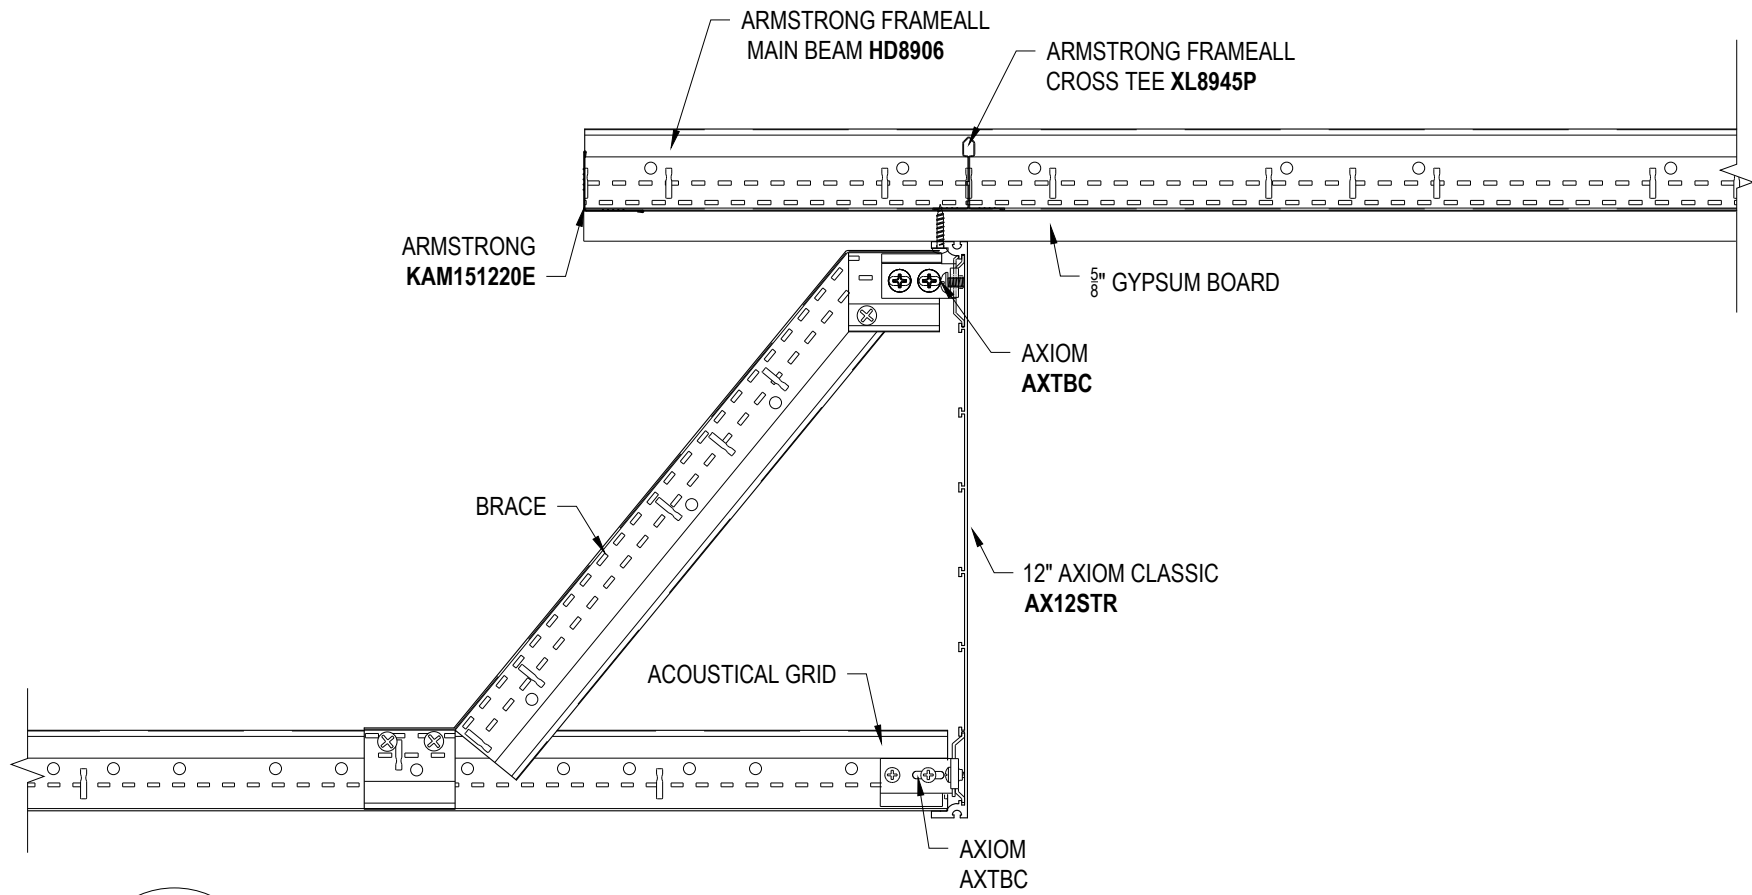 ARMSTRONG FRAMEALL
MAIN BEAM HD8906
ARMSTRONG FRAMEALL
CROSS TEE XL8945P
ARMSTRONG
KAM151220E
5/8" GYPSUM BOARD
AXIOM
AXTBC
BRACE
12" AXIOM CLASSIC
AX12STR
ACOUSTICAL GRID
AXIOM
AXTBC